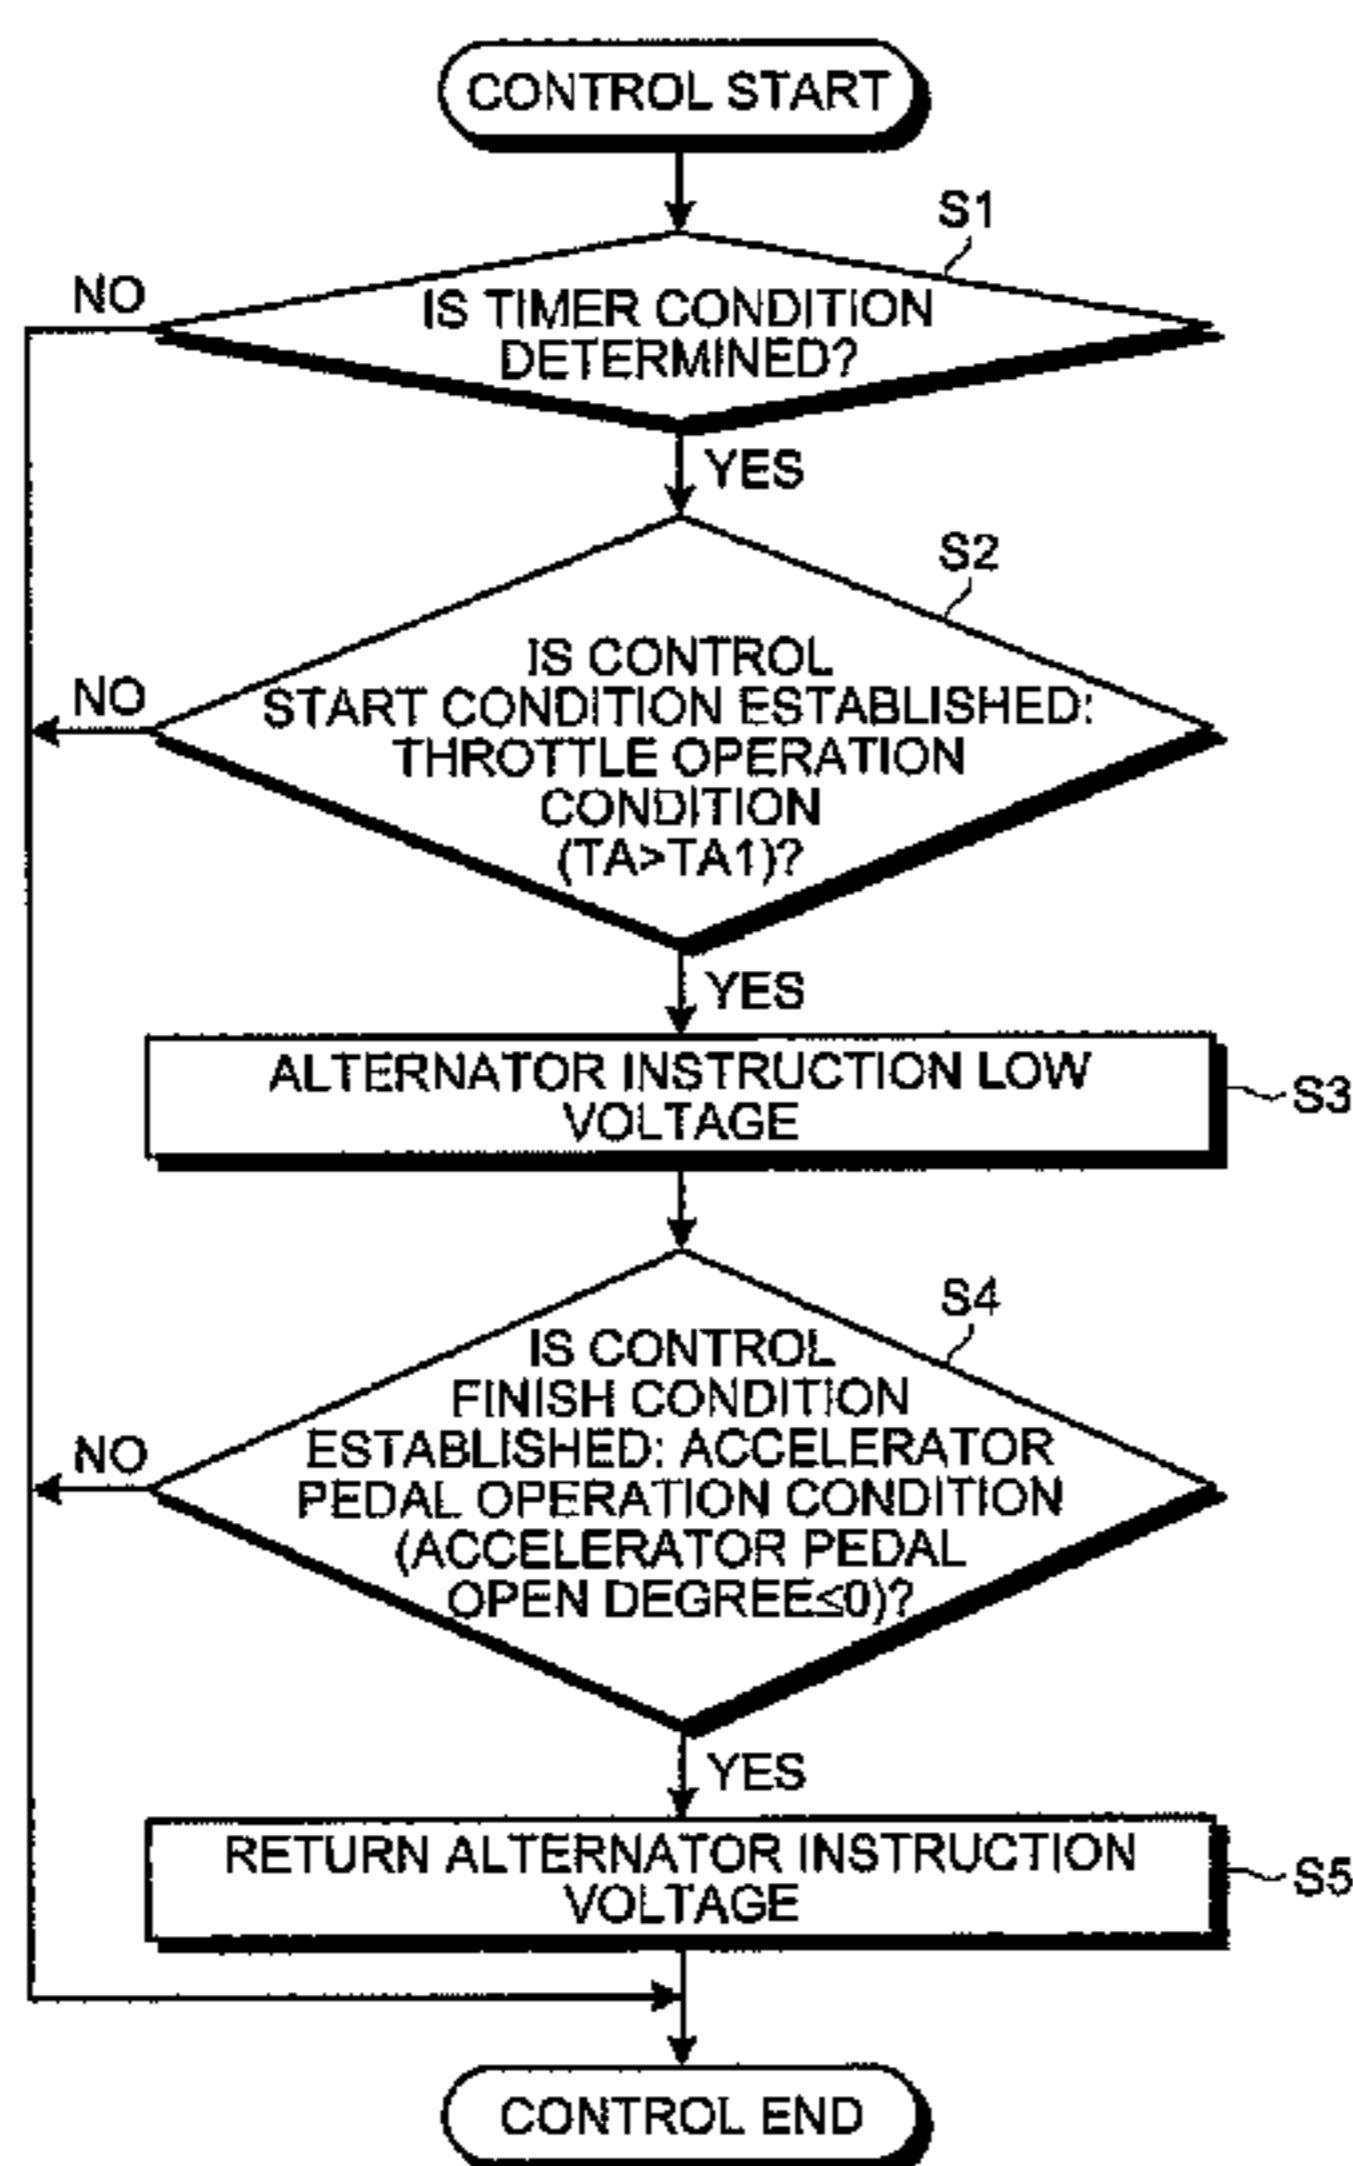 CONTROL START
S1
NO
IS TIMER CONDITION
DETERMINED?
YES
S2
IS CONTROL
NO
START CONDITION ESTABLISHED:
THROTTLE OPERATION
CONDITION
(TA>TA1)?
YES
ALTERNATOR INSTRUCTION LOW
VOLTAGE
S3
S4
IS CONTROL
FINISH CONDITION
NO
ESTABLISHED: ACCELERATOR
PEDAL OPERATION CONDITION
(ACCELERATOR PEDAL
OPEN DEGREE≤0)?
YES
RETURN ALTERNATOR INSTRUCTION
VOLTAGE
S5
CONTROL END